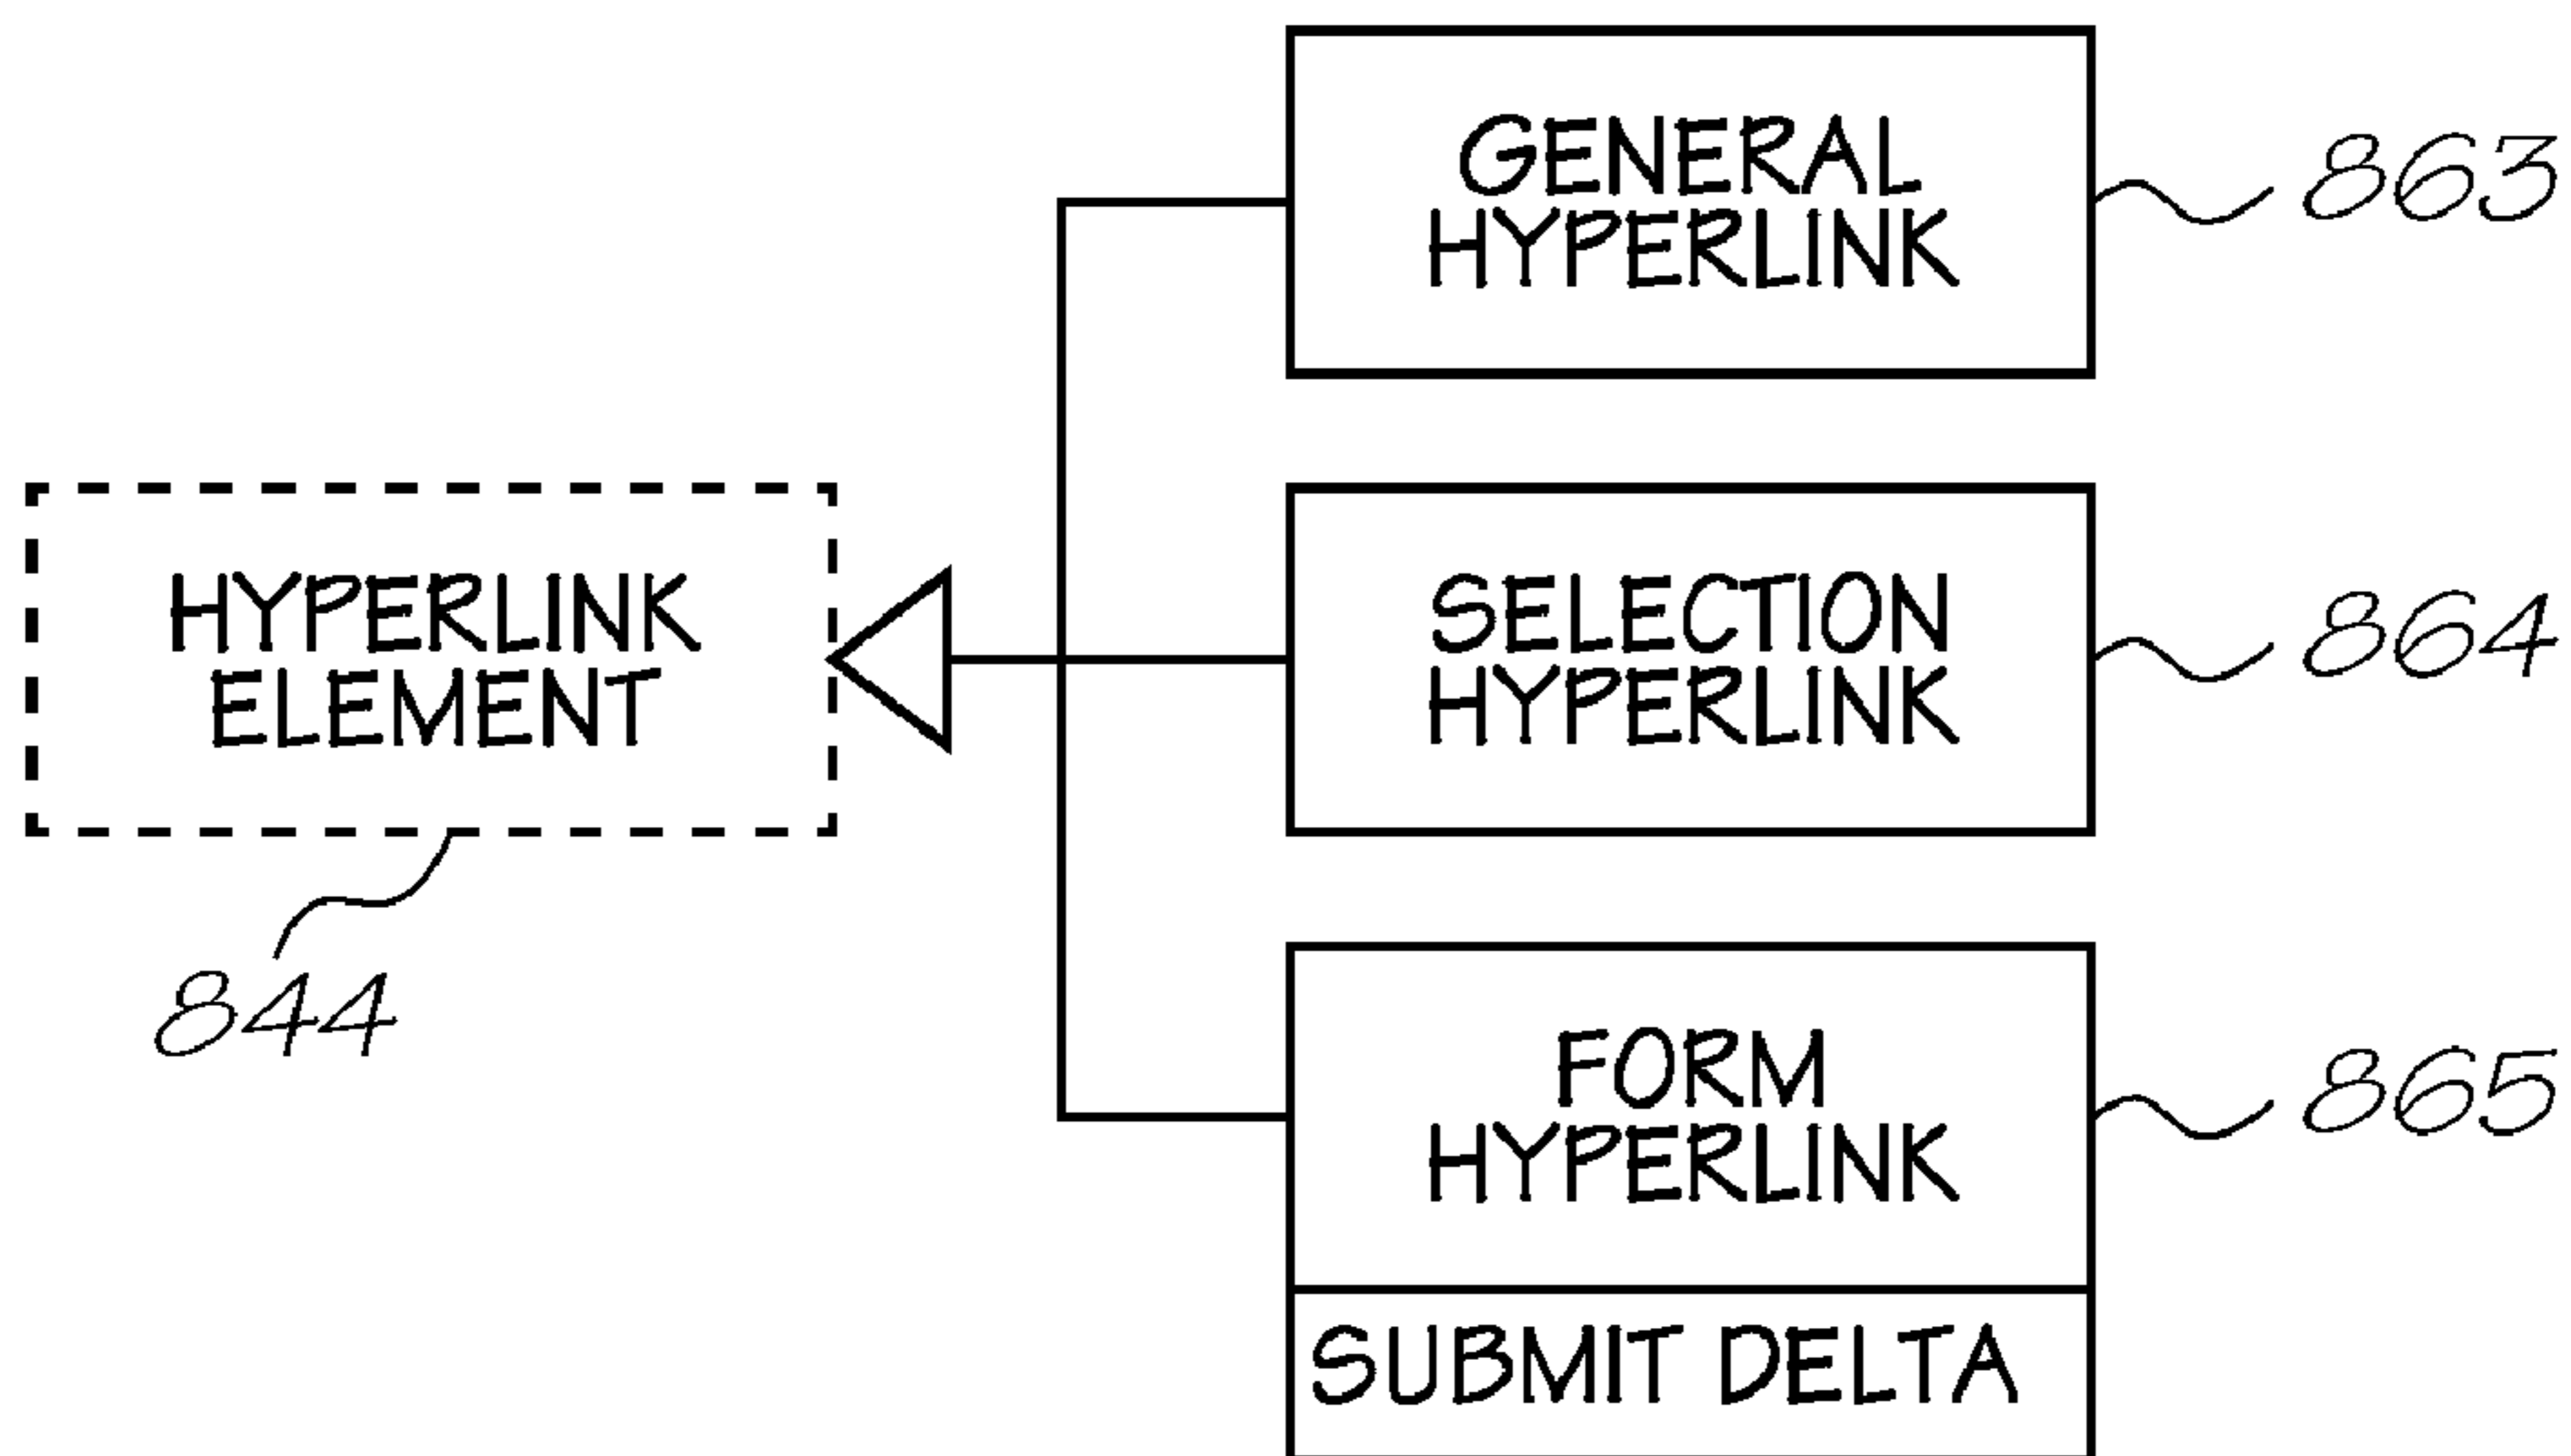 GENERAL
HYPERLINK
863
HYPERLINK
ELEMENT
844
SELECTION
HYPERLINK
864
FORM
HYPERLINK
865
SUBMIT DELTA